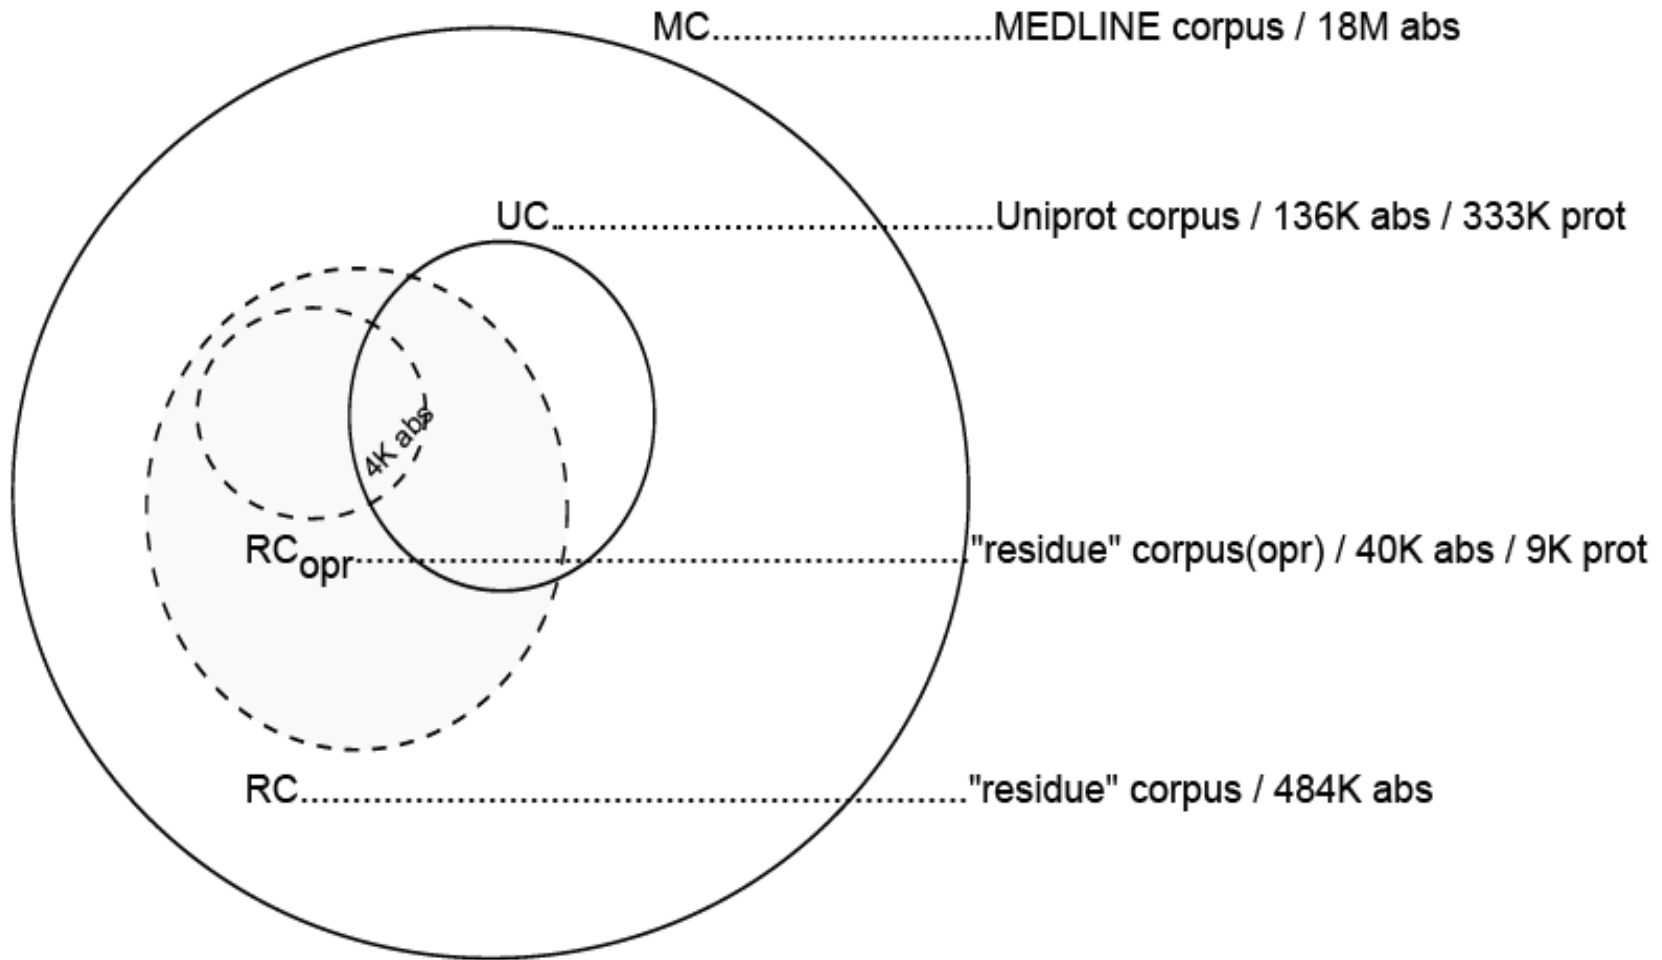 MC..........................MEDLINE corpus / 18M abs
UC..........................................Uniprot corpus / 136K abs / 333K prot
4K abs
RCopr..........................................................."residue" corpus(opr) / 40K abs / 9K prot
RC................................................................"residue" corpus / 484K abs